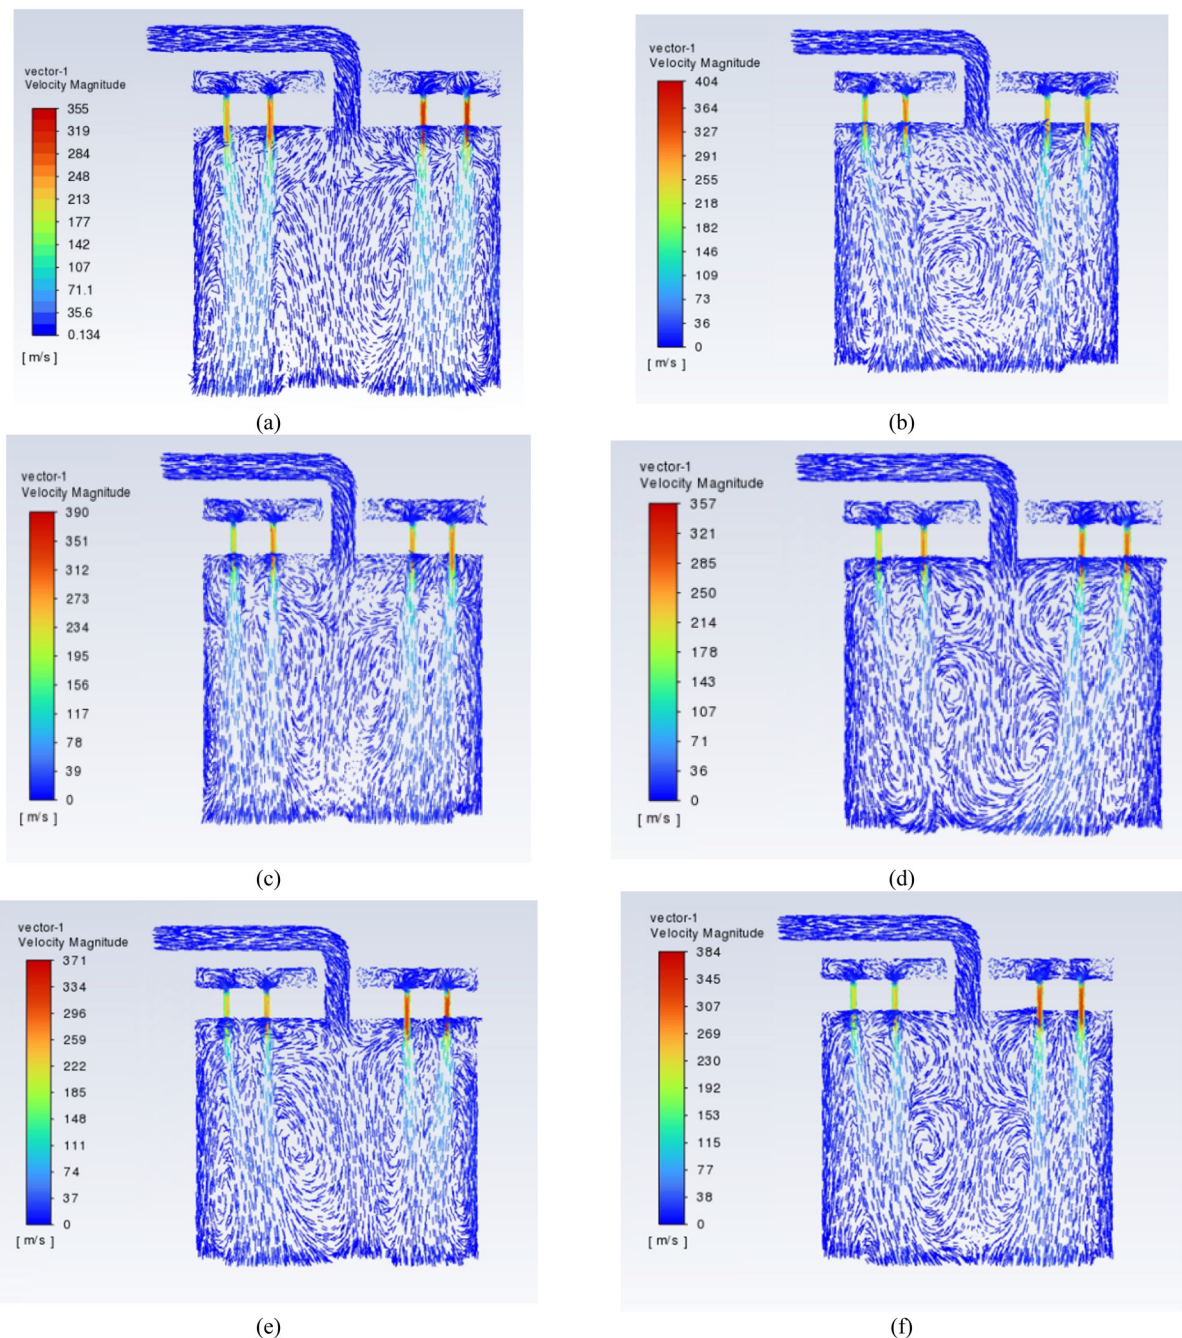 vector-1
Velocity Magnitude
355
319
284
248
213
177
142
107
71.1
35.6
0.134
[ m/s ]
(a)
vector-1
Velocity Magnitude
404
364
327
291
255
218
182
146
109
73
36
0
[ m/s ]
(b)
vector-1
Velocity Magnitude
390
351
312
273
234
195
156
117
78
39
0
[ m/s ]
(c)
vector-1
Velocity Magnitude
357
321
285
250
214
178
143
107
71
36
0
[ m/s ]
(d)
vector-1
Velocity Magnitude
371
334
296
259
222
185
148
111
74
37
0
[ m/s ]
(e)
vector-1
Velocity Magnitude
384
345
307
269
230
192
153
115
77
38
0
[ m/s ]
(f)